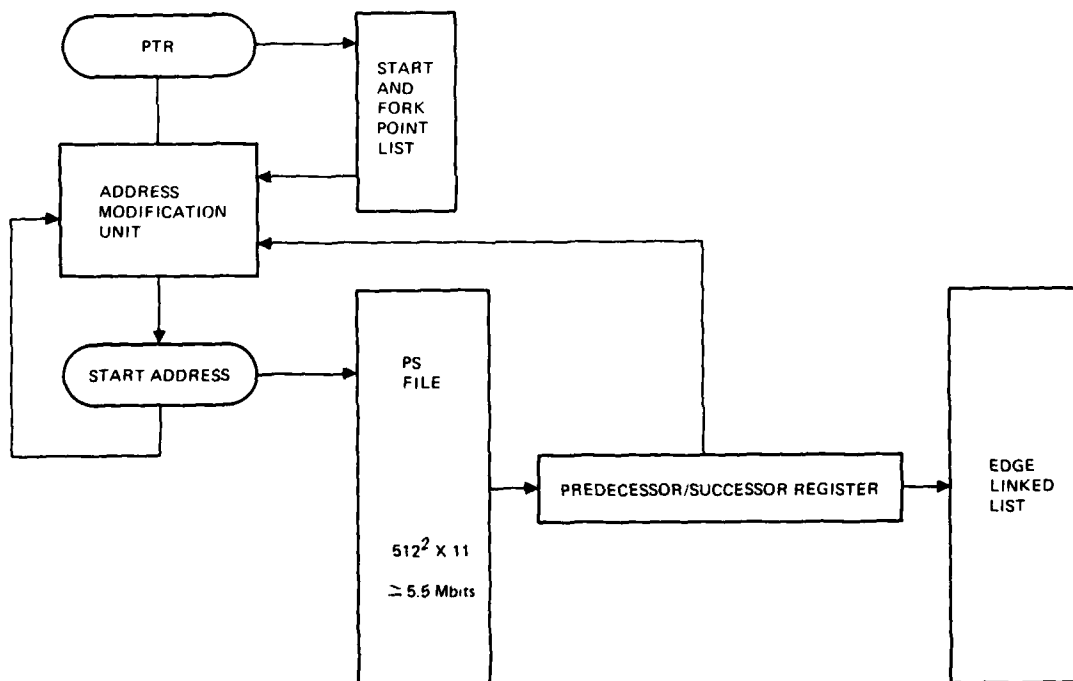 PTR
START
AND
FORK
POINT
LIST
ADDRESS
MODIFICATION
UNIT
START ADDRESS
PS
FILE
512² X 11
≥ 5.5 Mbits
PREDECESSOR/SUCCESSOR REGISTER
EDGE
LINKED
LIST